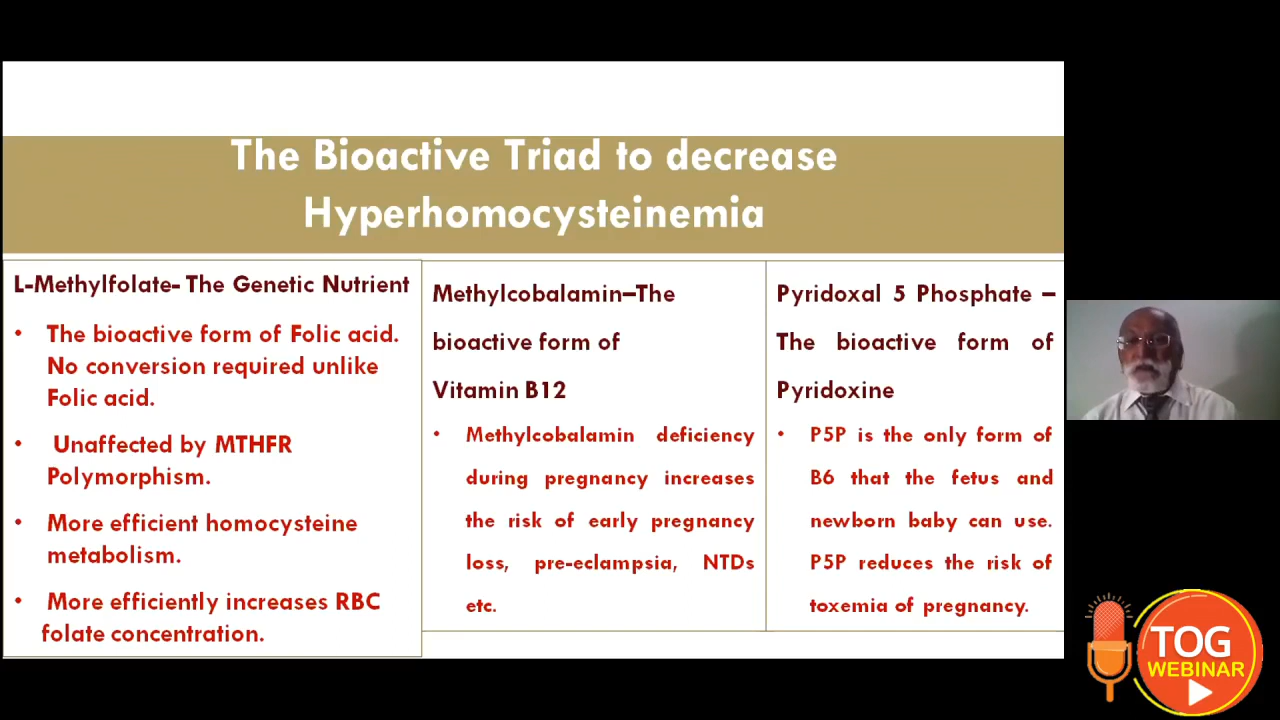 The Bioactive Triad to decrease
Hyperhomocysteinemia
L-Methylfolate- The Genetic Nutrient
• The bioactive form of Folic acid.
No conversion required unlike
Folic acid.
• Unaffected by MTHFR
Polymorphism.
• More efficient homocysteine
metabolism.
• More efficiently increases RBC
folate concentration.
Methylcobalamin–The
bioactive form of
Vitamin B12
• Methylcobalamin deficiency
during pregnancy increases
the risk of early pregnancy
loss, pre-eclampsia, NTDs
etc.
Pyridoxal 5 Phosphate –
The bioactive form of
Pyridoxine
• P5P is the only form of
B6 that the fetus and
newborn baby can use.
P5P reduces the risk of
toxemia of pregnancy.
TOG
WEBINAR